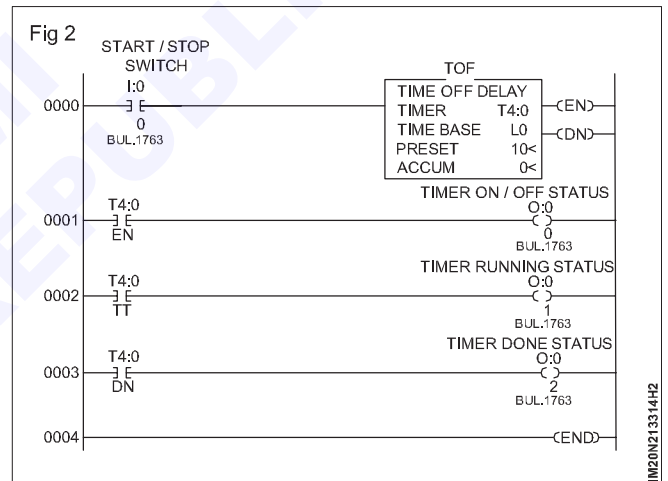 Fig 2
START / STOP
SWITCH
I:0
0
BUL.1763
0000
TOF
TIME OFF DELAY
TIMER T4:0
TIME BASE L0
PRESET 10<
ACCUM 0<
EN
DN
TIMER ON / OFF STATUS
0001
T4:0
EN
O:0
0
BUL.1763
TIMER RUNNING STATUS
0002
T4:0
TT
O:0
1
BUL.1763
TIMER DONE STATUS
0003
T4:0
DN
O:0
2
BUL.1763
0004
END
IM20N213314H2